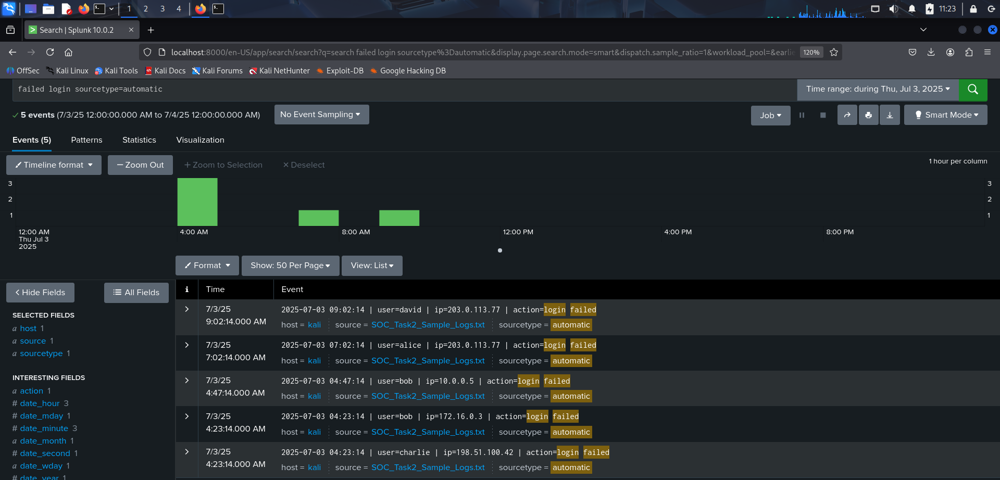 1 2 3 4 11:23
Search | Splunk 10.0.2
localhost:8000/en-US/app/search/search?q=search failed login sourcetype%3Dautomatic&display.page.search.mode=smart&dispatch.sample_ratio=1&workload_pool=&earlie 120%
OffSec Kali Linux Kali Tools Kali Docs Kali Forums Kali NetHunter Exploit-DB Google Hacking DB
failed login sourcetype=automatic Time range: during Thu, Jul 3, 2025
5 events (7/3/25 12:00:00.000 AM to 7/4/25 12:00:00.000 AM) No Event Sampling Job Smart Mode
Events (5) Patterns Statistics Visualization
Timeline format Zoom Out Zoom to Selection Deselect 1 hour per column
3 3
2 2
1 1
12:00 AM 4:00 AM 8:00 AM 12:00 PM 4:00 PM 8:00 PM
Thu Jul 3
2025
Format Show: 50 Per Page View: List
Hide Fields All Fields
i Time Event
SELECTED FIELDS
a host 1
a source 1
a sourcetype 1
INTERESTING FIELDS
a action 1
# date_hour 3
# date_mday 1
# date_minute 3
a date_month 1
# date_second 1
a date_wday 1
# date_year 1
7/3/25 2025-07-03 09:02:14 | user=david | ip=203.0.113.77 | action=login failed
9:02:14.000 AM host = kali source = SOC_Task2_Sample_Logs.txt sourcetype = automatic
7/3/25 2025-07-03 07:02:14 | user=alice | ip=203.0.113.77 | action=login failed
7:02:14.000 AM host = kali source = SOC_Task2_Sample_Logs.txt sourcetype = automatic
7/3/25 2025-07-03 04:47:14 | user=bob | ip=10.0.0.5 | action=login failed
4:47:14.000 AM host = kali source = SOC_Task2_Sample_Logs.txt sourcetype = automatic
7/3/25 2025-07-03 04:23:14 | user=bob | ip=172.16.0.3 | action=login failed
4:23:14.000 AM host = kali source = SOC_Task2_Sample_Logs.txt sourcetype = automatic
7/3/25 2025-07-03 04:23:14 | user=charlie | ip=198.51.100.42 | action=login failed
4:23:14.000 AM host = kali source = SOC_Task2_Sample_Logs.txt sourcetype = automatic